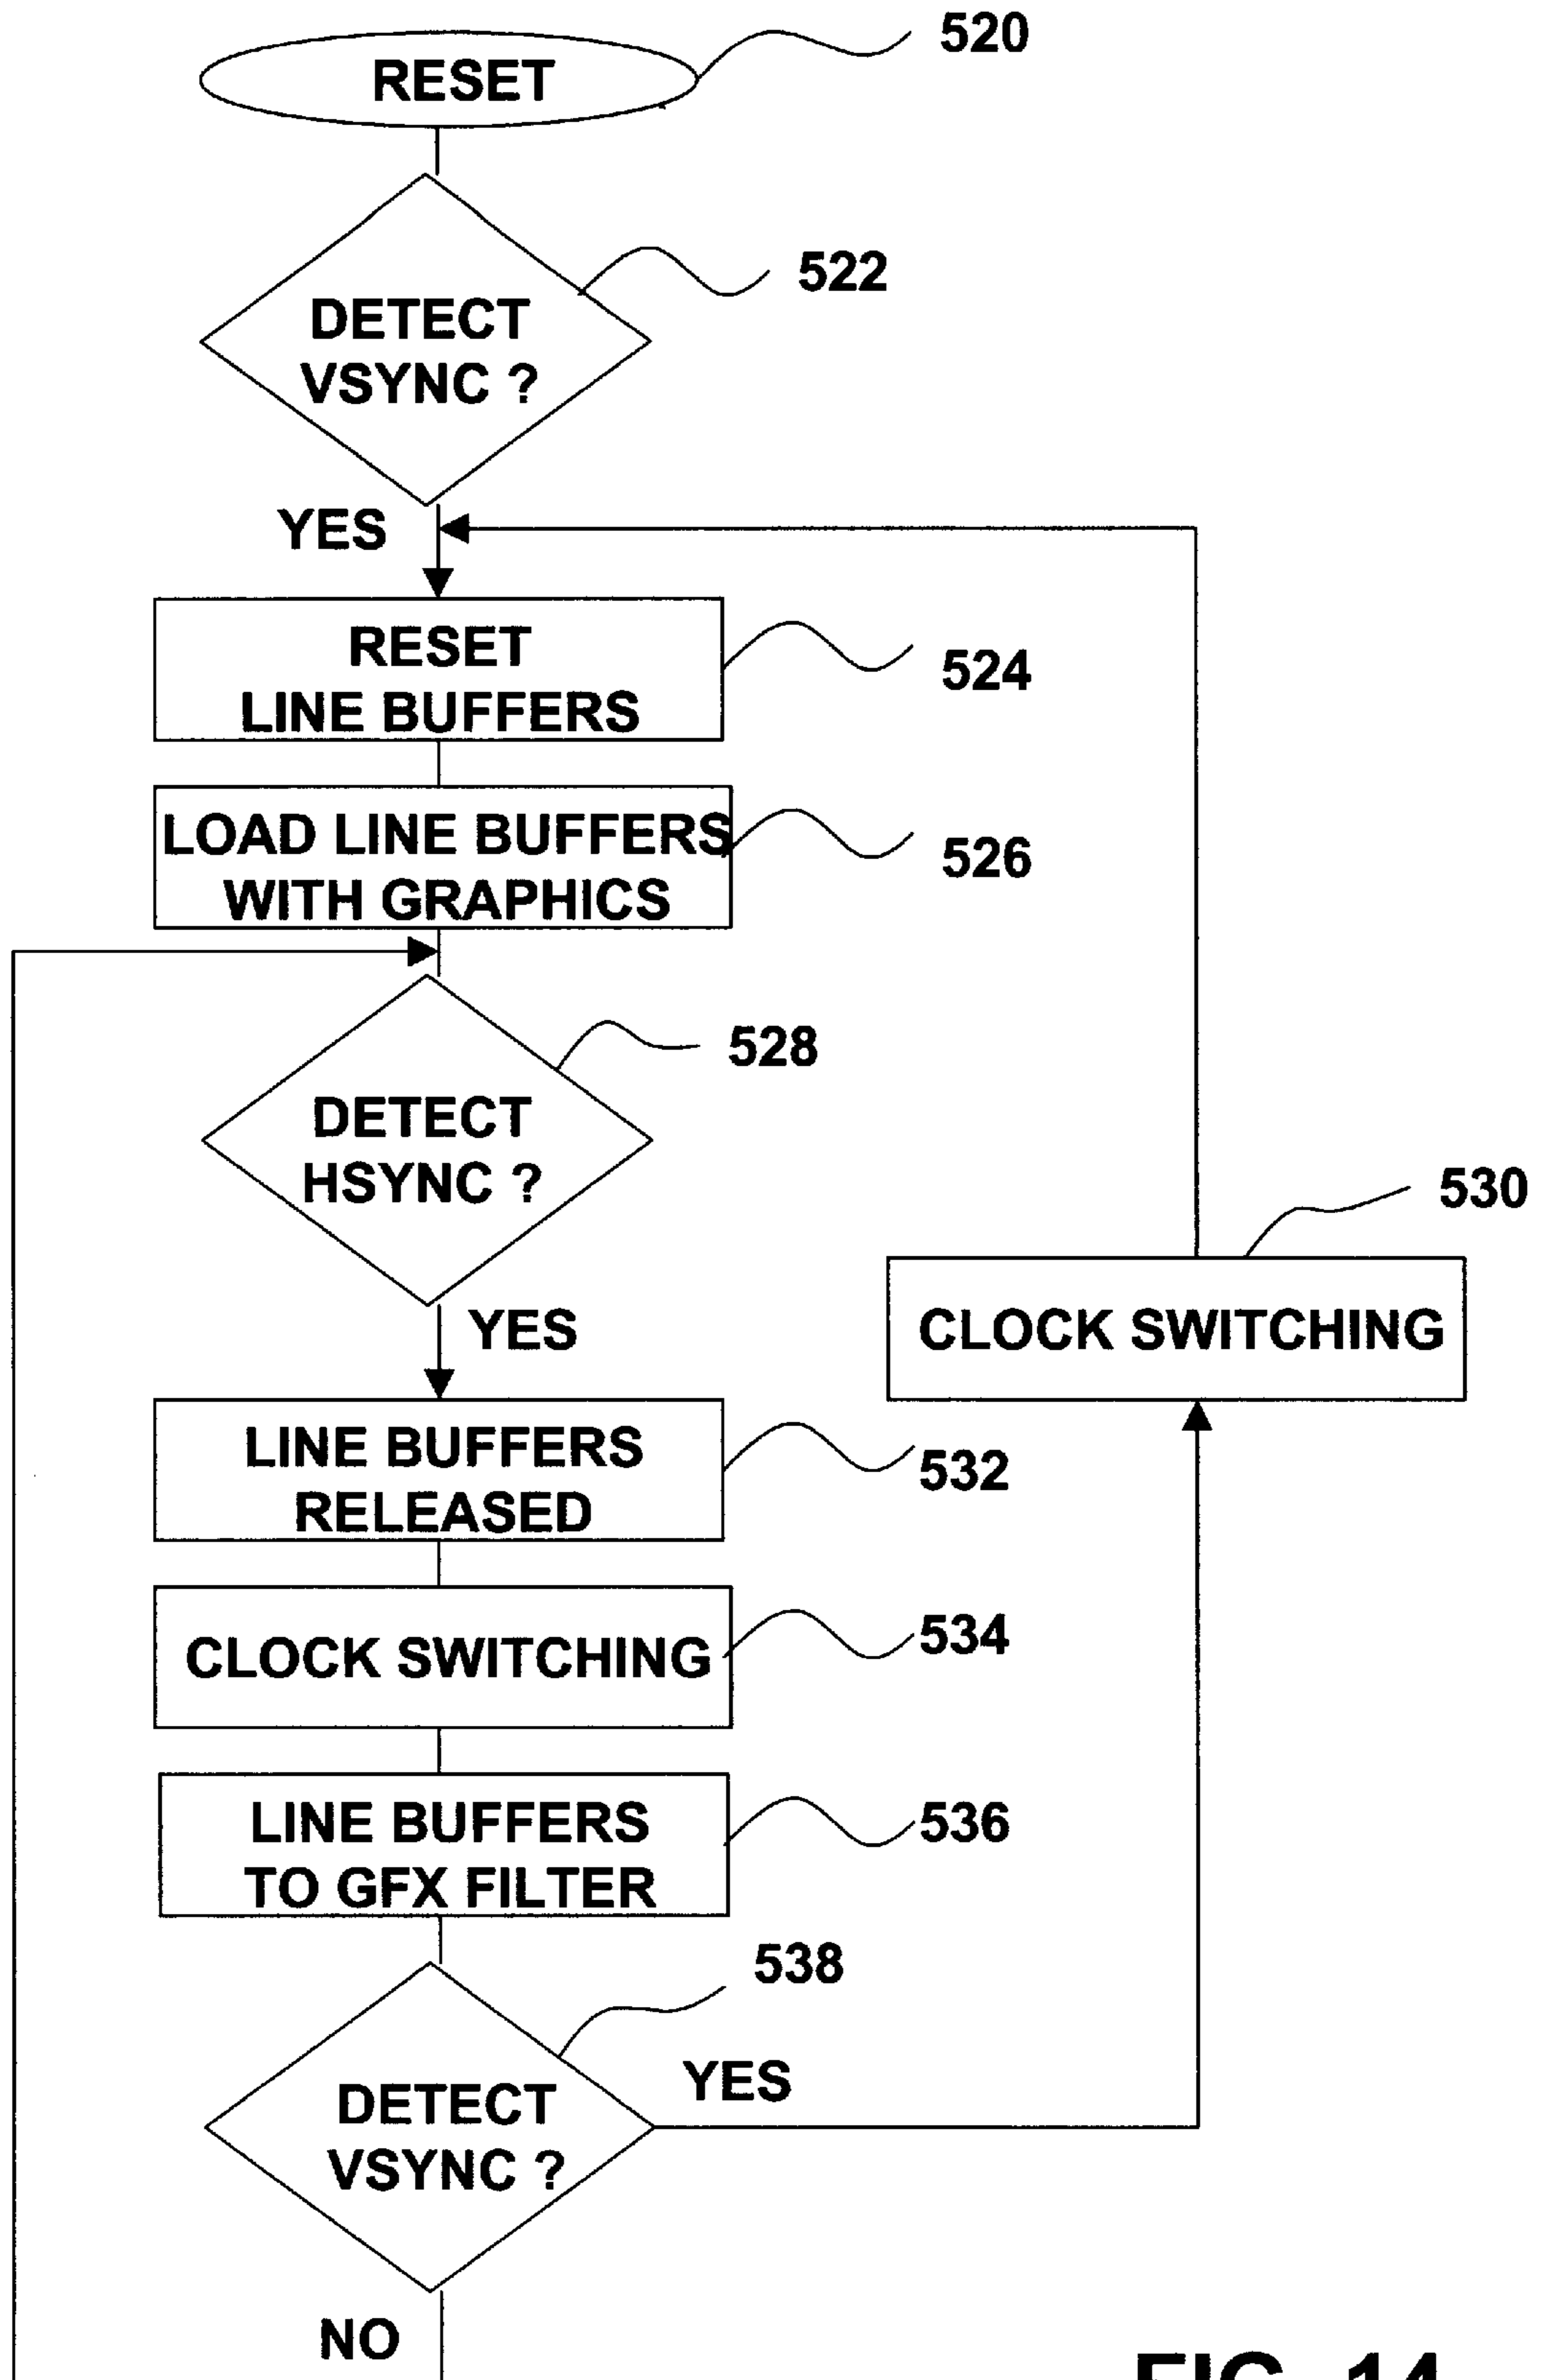 RESET
520
DETECT
VSYNC ?
522
YES
RESET
LINE BUFFERS
524
LOAD LINE BUFFERS
WITH GRAPHICS
526
DETECT
HSYNC ?
528
YES
530
CLOCK SWITCHING
LINE BUFFERS
RELEASED
532
CLOCK SWITCHING
534
LINE BUFFERS
TO GFX FILTER
536
538
DETECT
VSYNC ?
YES
NO
FIG. 14